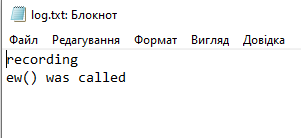 log.txt: Блокнот
Файл Редагування Формат Вигляд Довідка
recording
ew() was called